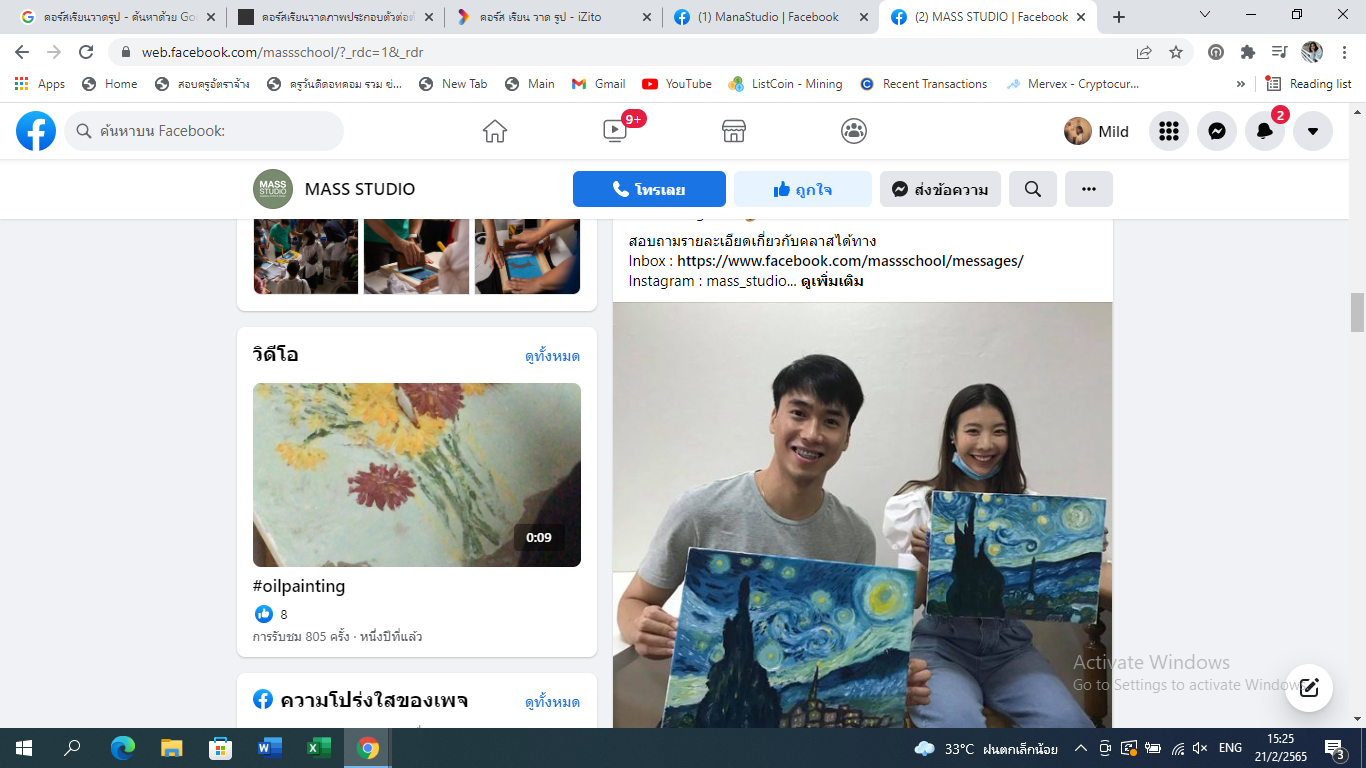 คอร์สเรียนวาดรูป - ค้นหาด้วย Go
คอร์สเรียนวาดภาพประกอบตัวต่อตั
คอร์ส เรียน วาด รูป - iZito
(1) ManaStudio | Facebook
(2) MASS STUDIO | Facebook
web.facebook.com/massschool/?_rdc=1&_rdr
Apps
Home
สอบครูอัตราจ้าง
ครูวันดีดอทคอม รวม ข่...
New Tab
Main
Gmail
YouTube
ListCoin - Mining
Recent Transactions
Mervex - Cryptocur...
»
Reading list
ค้นหาบน Facebook:
9+
Mild
2
MASS STUDIO
MASS STUDIO
โทรเลย
ถูกใจ
ส่งข้อความ
สอบถามรายละเอียดเกี่ยวกับคลาสได้ทาง
Inbox : https://www.facebook.com/massschool/messages/
Instagram : mass_studio... ดูเพิ่มเติม
วิดีโอ
ดูทั้งหมด
0:09
#oilpainting
8
การรับชม 805 ครั้ง · หนึ่งปีที่แล้ว
ความโปร่งใสของเพจ
ดูทั้งหมด
Activate Windows
Go to Settings to activate Windows.
33°C ฝนตกเล็กน้อย
ENG
15:25
21/2/2565
3